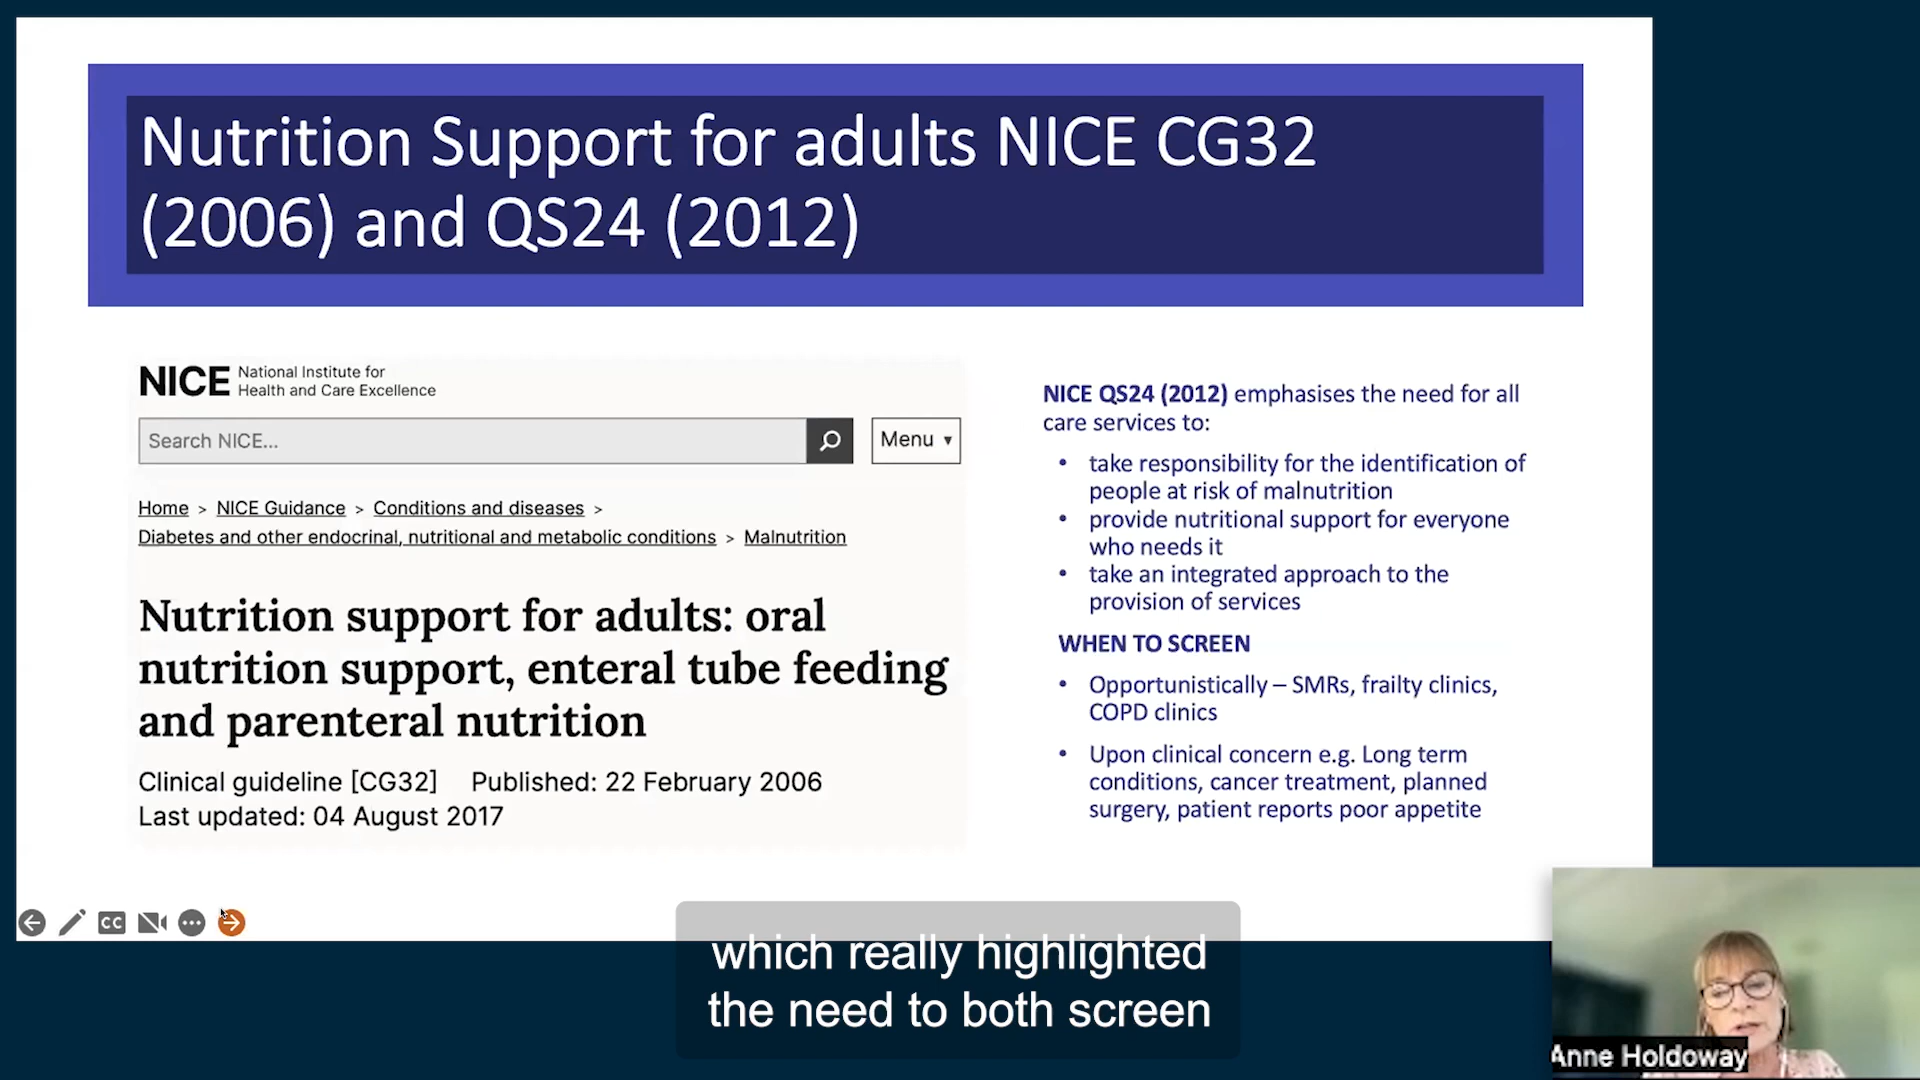 Nutrition Support for adults NICE CG32
(2006) and QS24 (2012)
NICE National Institute for
Health and Care Excellence
Search NICE...
Menu ▾
Home > NICE Guidance > Conditions and diseases >
Diabetes and other endocrinal, nutritional and metabolic conditions > Malnutrition
Nutrition support for adults: oral
nutrition support, enteral tube feeding
and parenteral nutrition
Clinical guideline [CG32] Published: 22 February 2006
Last updated: 04 August 2017
NICE QS24 (2012) emphasises the need for all
care services to:
• take responsibility for the identification of
people at risk of malnutrition
• provide nutritional support for everyone
who needs it
• take an integrated approach to the
provision of services
WHEN TO SCREEN
• Opportunistically – SMRs, frailty clinics,
COPD clinics
• Upon clinical concern e.g. Long term
conditions, cancer treatment, planned
surgery, patient reports poor appetite
CC
which really highlighted
the need to both screen
Anne Holdoway